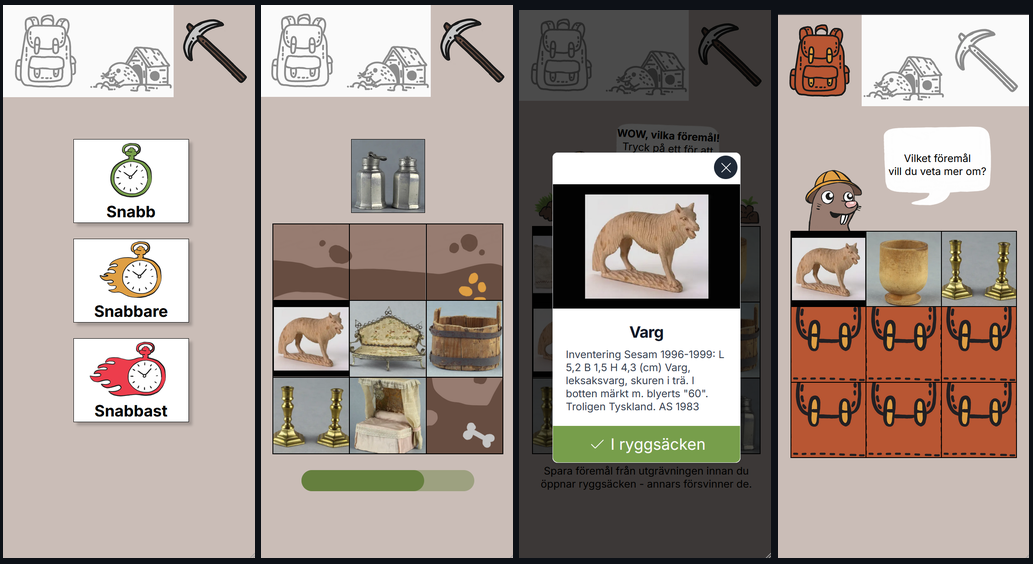 Snabb
Snabbare
Snabbast
WOW, vilka föremål!
Tryck på ett för att
Varg
Inventering Sesam 1996-1999: L
5,2 B 1,5 H 4,3 (cm) Varg,
leksaksvarg, skuren i trä. I
botten märkt m. blyerts "60".
Troligen Tyskland. AS 1983
I ryggsäcken
Spara föremål från utgrävningen innan du
öppnar ryggsäcken - annars försvinner de.
Vilket föremål
vill du veta mer om?